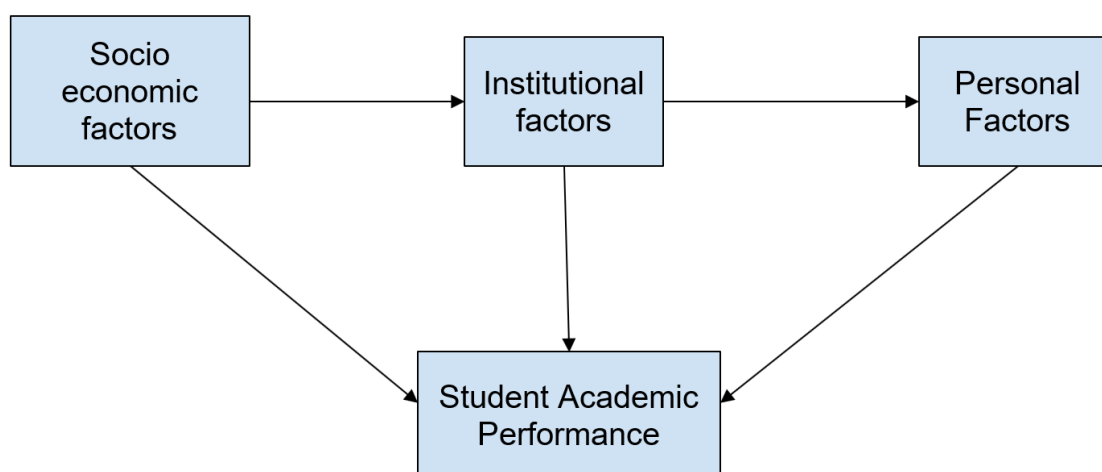 Socio
economic
factors
Institutional
factors
Personal
Factors
Student Academic
Performance